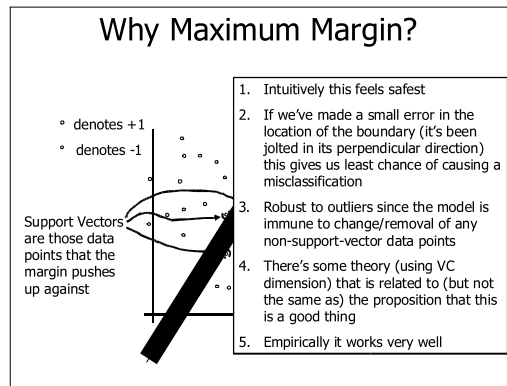 Why Maximum Margin?
denotes +1
denotes -1
Support Vectors
are those data
points that the
margin pushes
up against
1. Intuitively this feels safest
2. If we've made a small error in the
location of the boundary (it's been
jolted in its perpendicular direction)
this gives us least chance of causing a
misclassification
3. Robust to outliers since the model is
immune to change/removal of any
non-support-vector data points
4. There's some theory (using VC
dimension) that is related to (but not
the same as) the proposition that this
is a good thing
5. Empirically it works very well